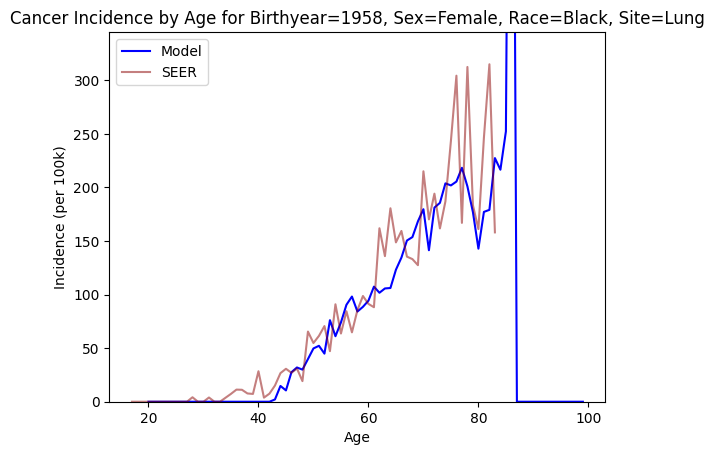 Cancer Incidence by Age for Birthyear=1958, Sex=Female, Race=Black, Site=Lung
Model
SEER
300
250
200
150
100
50
0
Incidence (per 100k)
20 40 60 80 100
Age